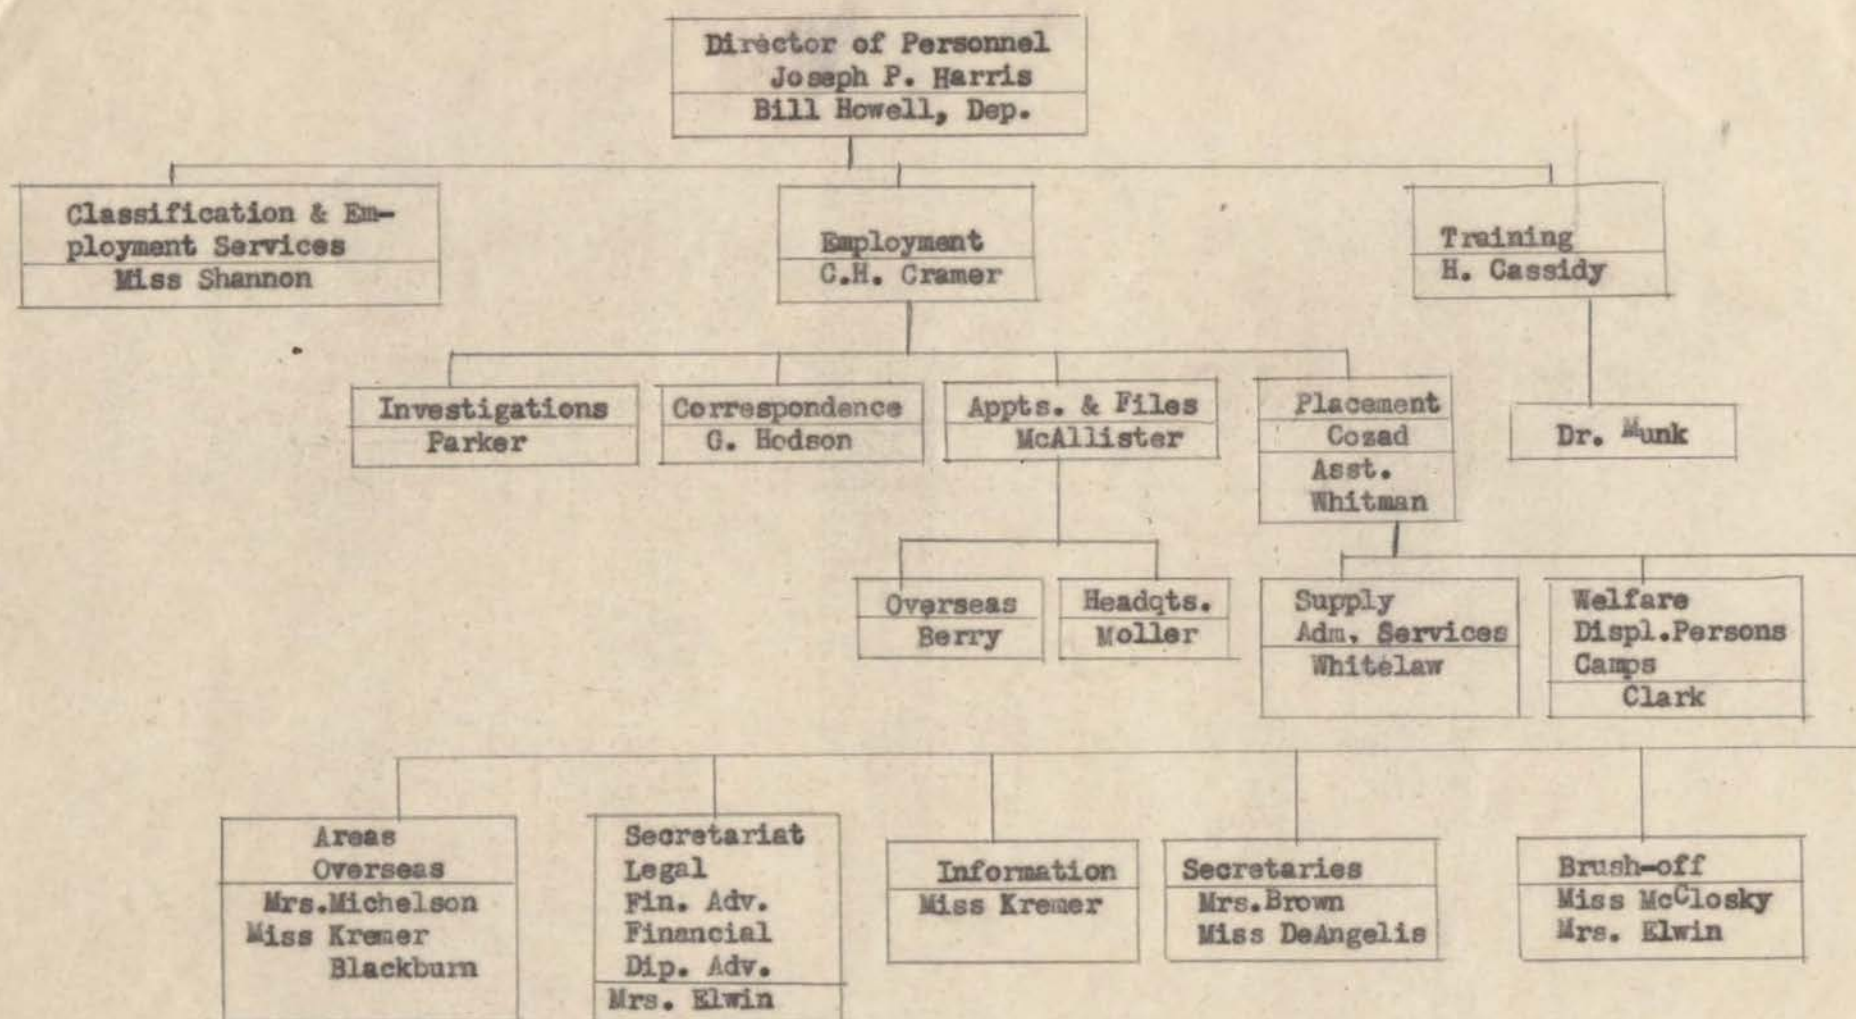 Director of Personnel
Joseph P. Harris
Bill Howell, Dep.
Classification & Em-
ployment Services
Miss Shannon
Employment
C.H. Cramer
Training
H. Cassidy
Investigations
Parker
Correspondence
G. Hodson
Appts. & Files
McAllister
Placement
Cozad
Asst.
Whitman
Dr. Munk
Overseas
Berry
Headqts.
Moller
Supply
Adm. Services
Whitelaw
Welfare
Displ.Persons
Camps
Clark
Areas
Overseas
Mrs.Michelson
Miss Kremer
Blackburn
Secretariat
Legal
Fin. Adv.
Financial
Dip. Adv.
Mrs. Elwin
Information
Miss Kremer
Secretaries
Mrs.Brown
Miss DeAngelis
Brush-off
Miss McClosky
Mrs. Elwin